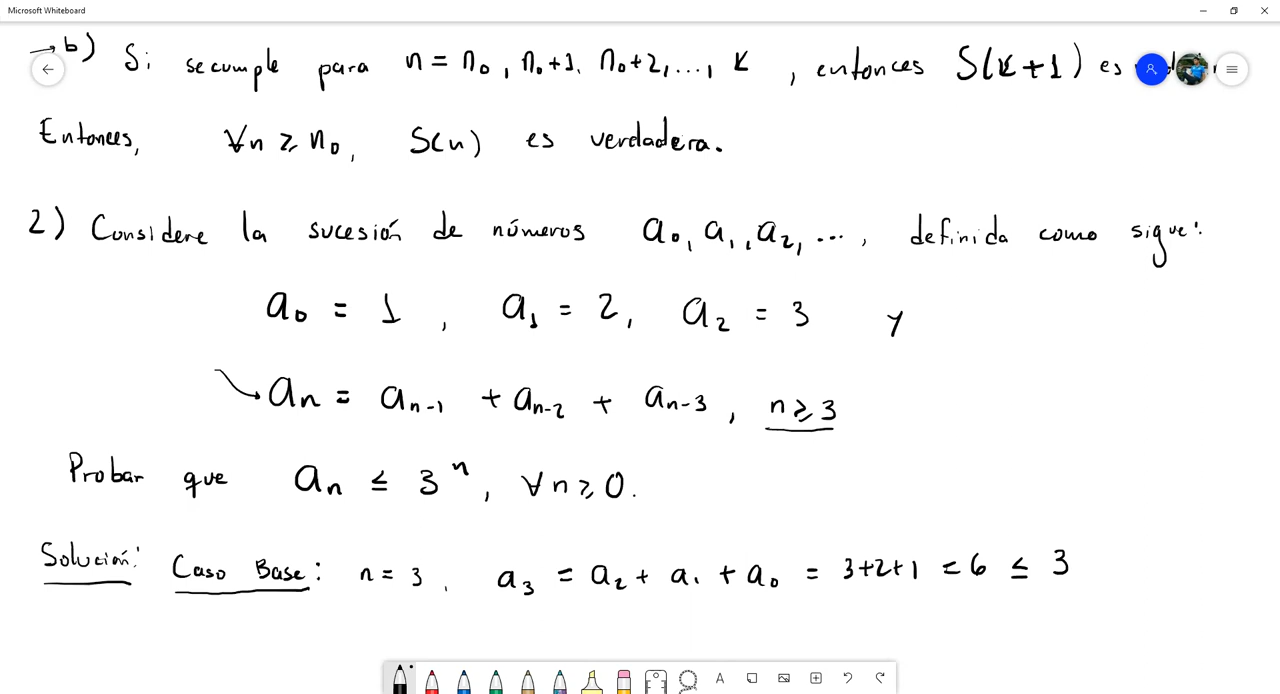 Microsoft Whiteboard
→ b) Si se cumple para n = n₀, n₀+1, n₀+2, ..., K, entonces S(K+1) es
Entonces, ∀n ≥ n₀, S(n) es verdadera.
2) Considere la sucesión de números a₀, a₁, a₂, ..., definida como sigue:
a₀ = 1, a₁ = 2, a₂ = 3 y
aₙ = aₙ₋₁ + aₙ₋₂ + aₙ₋₃, n ≥ 3
Probar que aₙ ≤ 3ⁿ, ∀n ≥ 0.
Solución: Caso Base: n = 3, a₃ = a₂ + a₁ + a₀ = 3+2+1 = 6 ≤ 3
A